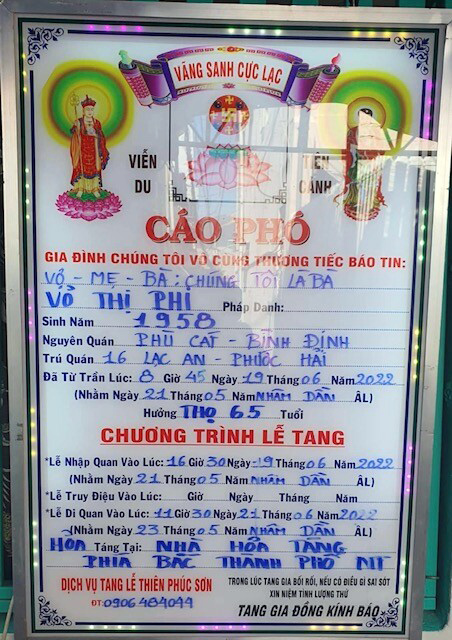 VÃNG SANH CỰC LẠC
VIỄN DU
TIÊN CẢNH
CÁO PHÓ
GIA ĐÌNH CHÚNG TÔI VÔ CÙNG THƯƠNG TIẾC BÁO TIN:
VỢ - MẸ - BÀ: CHÚNG TÔI LÀ BÀ
VÕ THỊ PHI Pháp Danh:
Sinh Năm 1958
Nguyên Quán PHÙ CÁT - BÌNH ĐỊNH
Trú Quán 16 LẠC AN - PHƯỚC HẢI
Đã Từ Trần Lúc: 8 Giờ 45 Ngày 19 Tháng 06 Năm 2022
(Nhằm Ngày 21 Tháng 05 Năm NHÂM DẦN ÂL)
Hưởng THỌ 65 Tuổi
CHƯƠNG TRÌNH LỄ TANG
*Lễ Nhập Quan Vào Lúc: 16 Giờ 30 Ngày 19 Tháng 06 Năm 2022
(Nhằm Ngày 21 Tháng 05 Năm NHÂM DẦN ÂL)
*Lễ Truy Điệu Vào Lúc: Giờ Ngày Tháng Năm
*Lễ Di Quan Vào Lúc: 11 Giờ 30 Ngày 21 Tháng 06 Năm 2022
(Nhằm Ngày 23 Tháng 05 Năm NHÂM DẦN ÂL)
HỎA Táng Tại: NHÀ HỎA TÁNG
PHÍA BẮC THÀNH PHỐ NT
DỊCH VỤ TANG LỄ THIÊN PHÚC SƠN
ĐT: 0906484044
TRONG LÚC TANG GIA BỐI RỐI, NẾU CÓ ĐIỀU GÌ SAI SÓT
XIN NIỆM TÌNH LƯỢNG THỨ
TANG GIA ĐỒNG KÍNH BÁO